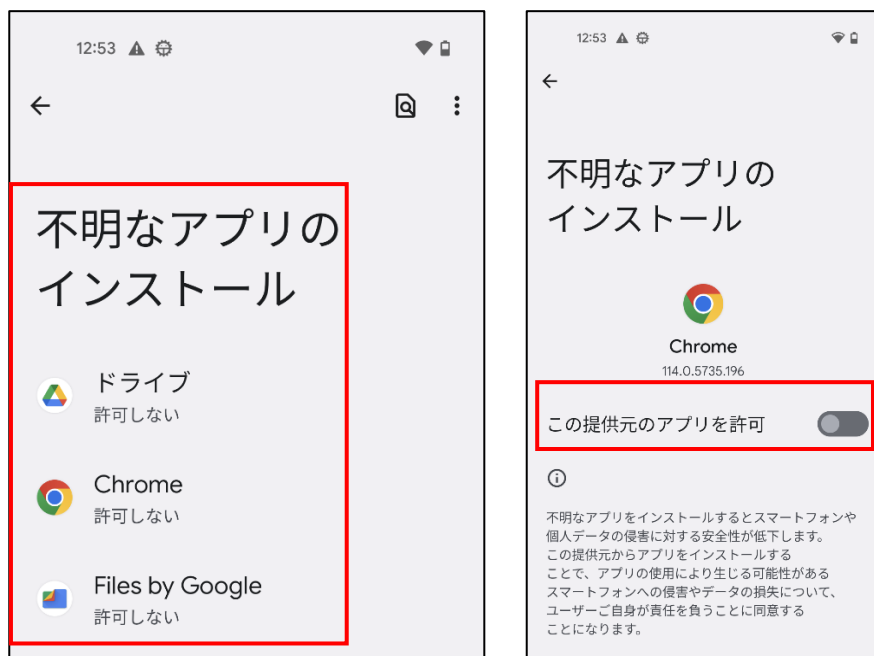 12:53
不明なアプリの
インストール
ドライブ
許可しない
Chrome
許可しない
Files by Google
許可しない
12:53
不明なアプリの
インストール
Chrome
114.0.5735.196
この提供元のアプリを許可
不明なアプリをインストールするとスマートフォンや
個人データの侵害に対する安全性が低下します。
この提供元からアプリをインストールする
ことで、アプリの使用により生じる可能性がある
スマートフォンへの侵害やデータの損失について、
ユーザーご自身が責任を負うことに同意する
ことになります。